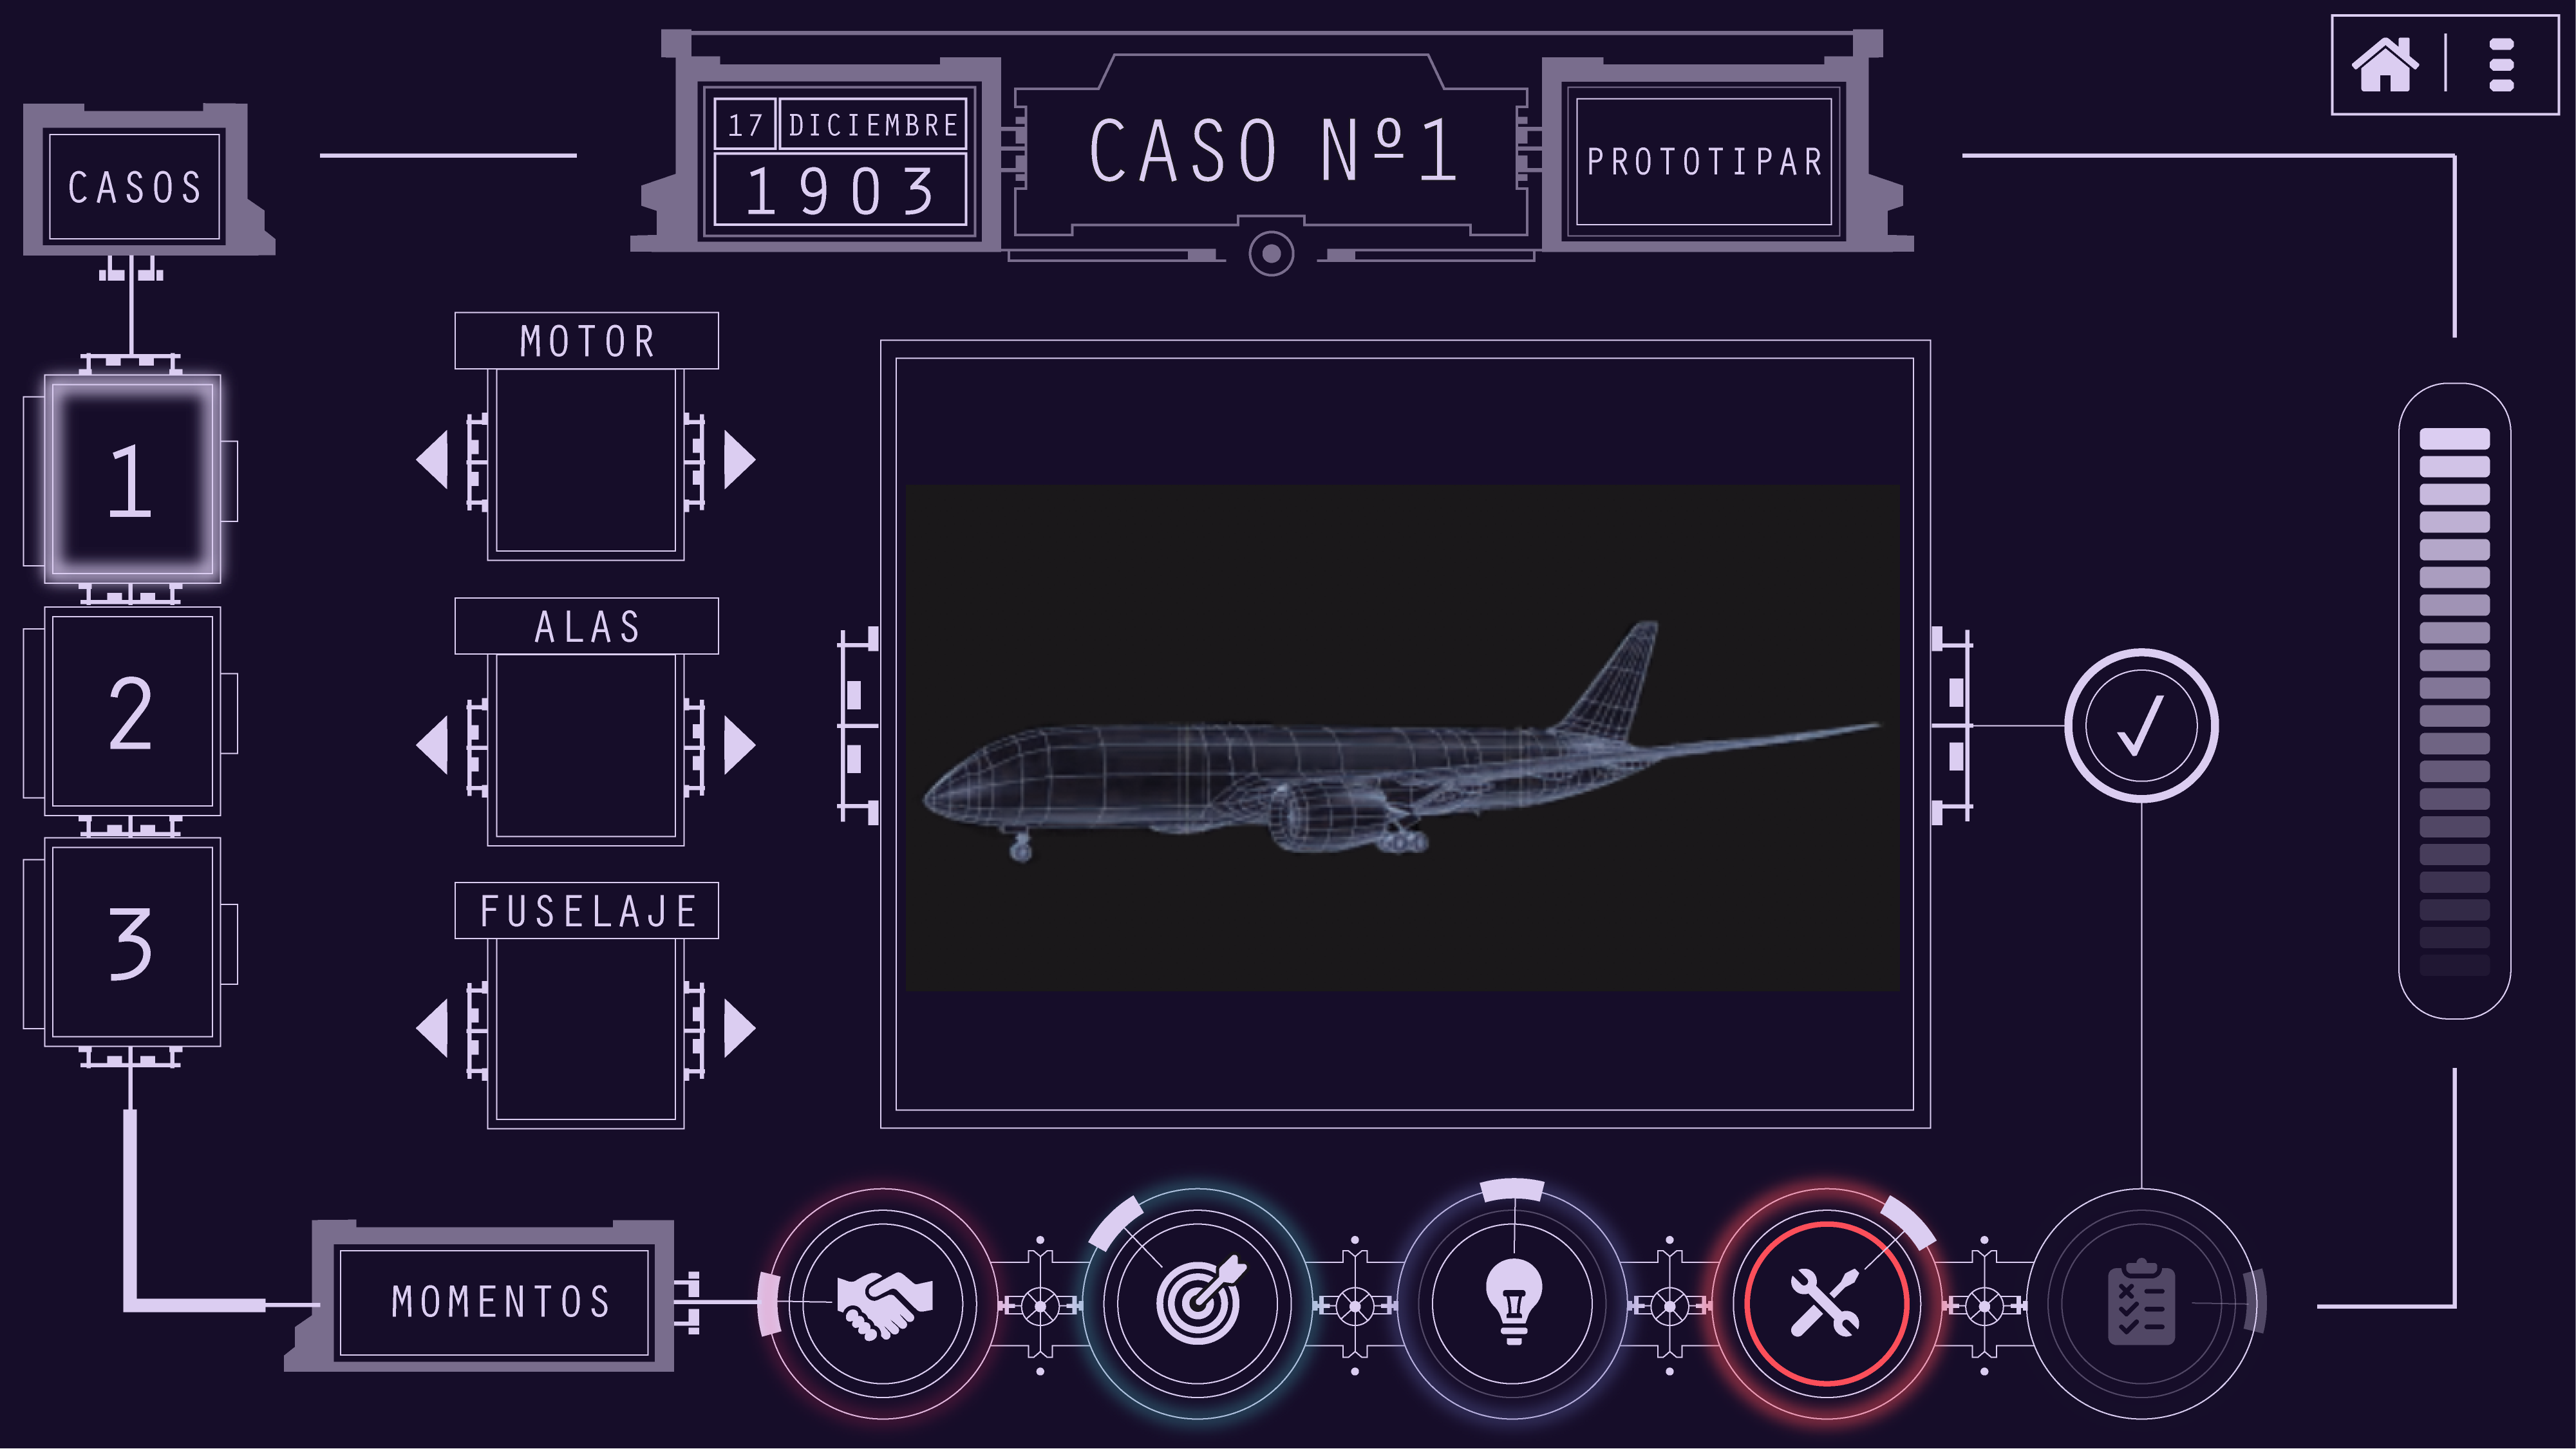 17 DICIEMBRE
1903
CASO Nº1
PROTOTIPAR
CASOS
1
2
3
MOTOR
ALAS
FUSELAJE
MOMENTOS